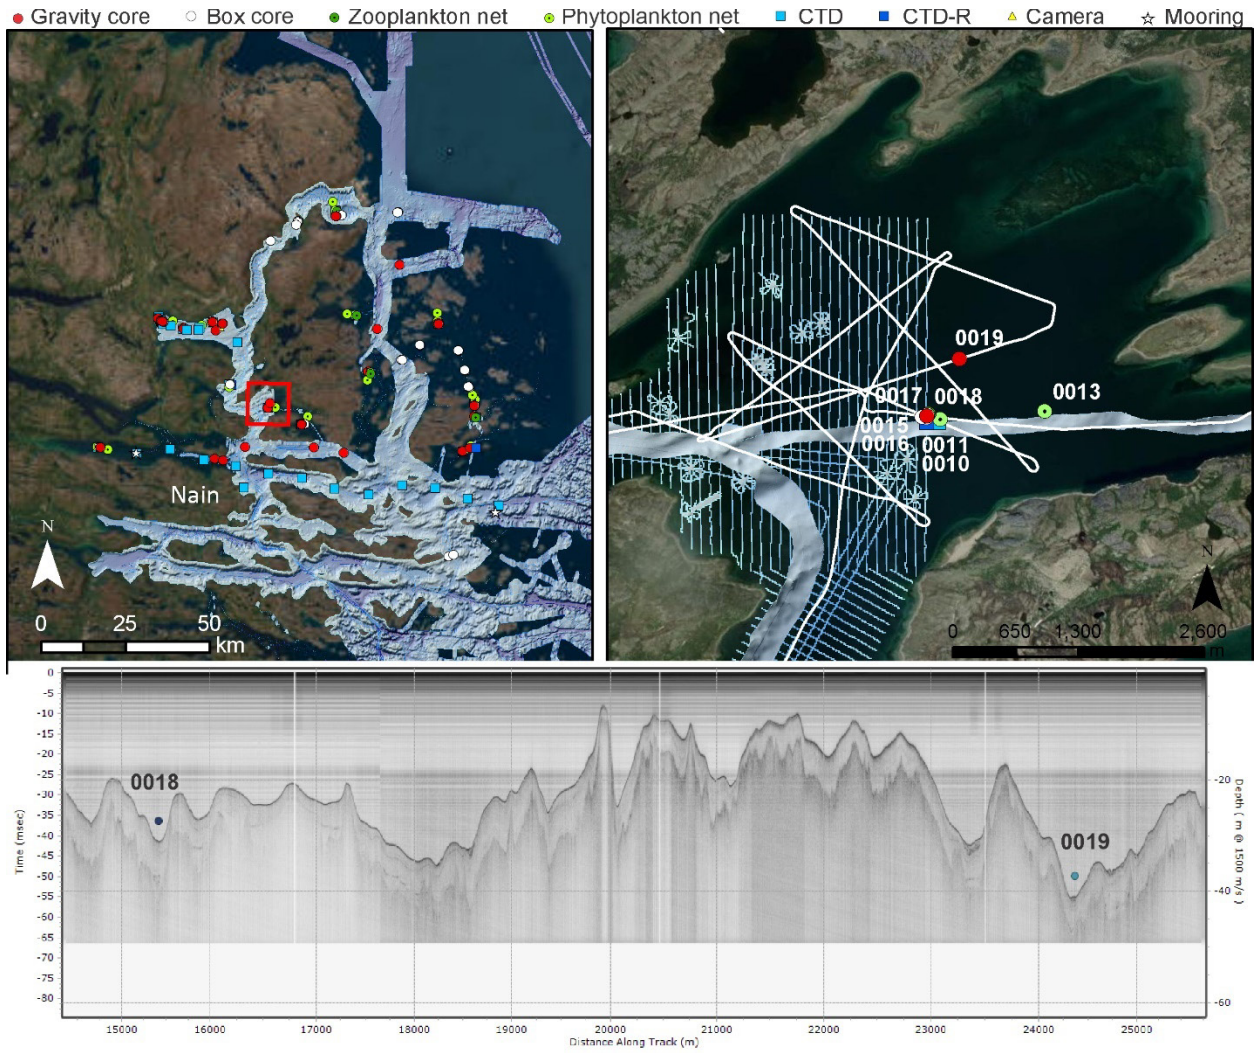 Gravity core Box core Zooplankton net Phytoplankton net CTD CTD-R Camera Mooring
Nain
N
0 25 50
km
0019
0013
0017 0018
0015
0016
0011
0010
N
0 650 1,300 2,600
m
0018
0019
Time (msec)
0
-5
-10
-15
-20
-25
-30
-35
-40
-45
-50
-55
-60
-65
-70
-75
-80
-20
-40
-60
Depth ( m @ 1500 m/s )
15000 16000 17000 18000 19000 20000 21000 22000 23000 24000 25000
Distance Along Track (m)